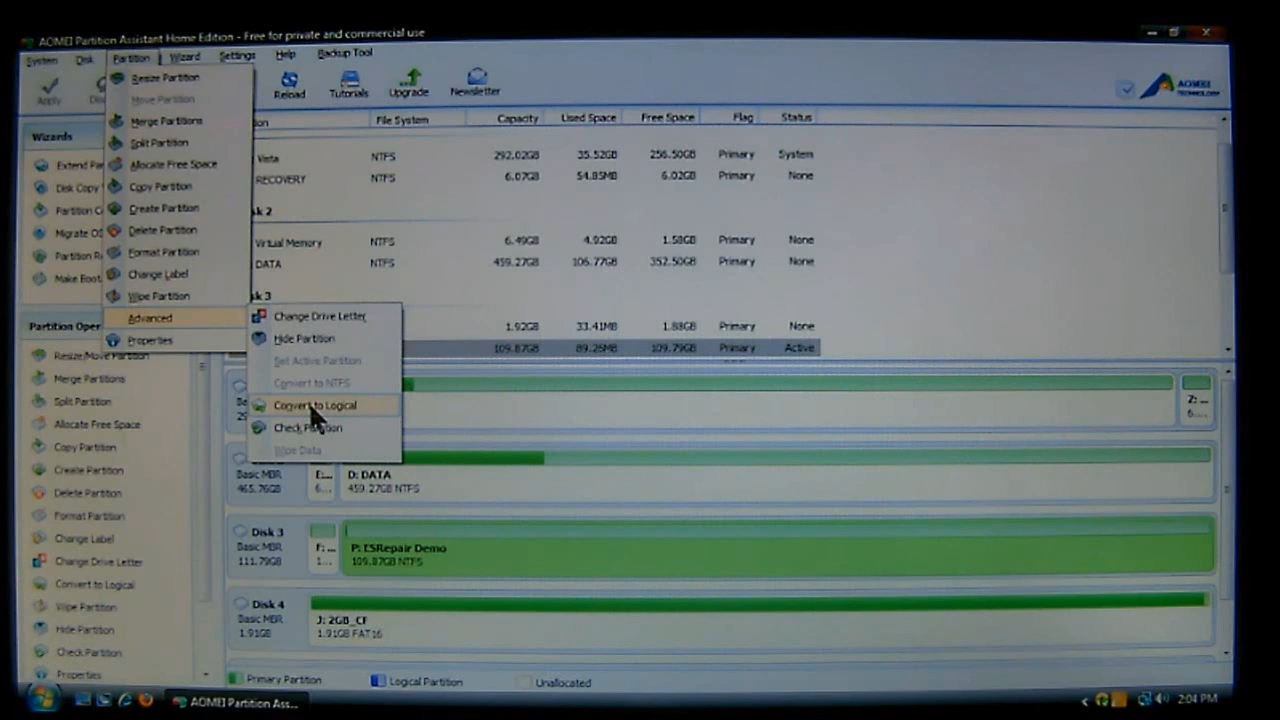 AOMEI Partition Assistant Home Edition - Free for private and commercial use
System Disk Partition Wizard Settings Help Backup Tool
Apply Reload Tutorials Upgrade Newsletter
AOMEI
TECHNOLOGY
Resize Partition
Move Partition
Merge Partitions
Split Partition
Allocate Free Space
Copy Partition
Create Partition
Delete Partition
Format Partition
Change Label
Wipe Partition
Advanced
Properties
Change Drive Letter
Hide Partition
Set Active Partition
Convert to NTFS
Convert to Logical
Check Partition
Wipe Data
Wizards
Extend Par
Disk Copy
Partition C
Migrate OS
Partition R
Make Boot
Partition Oper
Resize/Move Partition
Merge Partitions
Split Partition
Allocate Free Space
Copy Partition
Create Partition
Delete Partition
Format Partition
Change Label
Change Drive Letter
Convert to Logical
Wipe Partition
Hide Partition
Check Partition
Properties
ion File System Capacity Used Space Free Space Flag Status
Vista NTFS 292.02GB 35.52GB 256.50GB Primary System
RECOVERY NTFS 6.07GB 54.85MB 6.02GB Primary None
sk 2
Virtual Memory NTFS 6.49GB 4.92GB 1.58GB Primary None
DATA NTFS 459.27GB 106.77GB 352.50GB Primary None
sk 3
1.92GB 33.41MB 1.88GB Primary None
109.87GB 89.25MB 109.79GB Primary Active
Ba
29
Z: ...
6....
Basic MBR
465.76GB
E:...
6...
D: DATA
459.27GB NTFS
Disk 3
Basic MBR
111.79GB
F: ...
1...
P: ESRepair Demo
109.87GB NTFS
Disk 4
Basic MBR
1.91GB
J: 2GB_CF
1.91GB FAT16
Primary Partition Logical Partition Unallocated
AOMEI Partition Ass... 2:04 PM